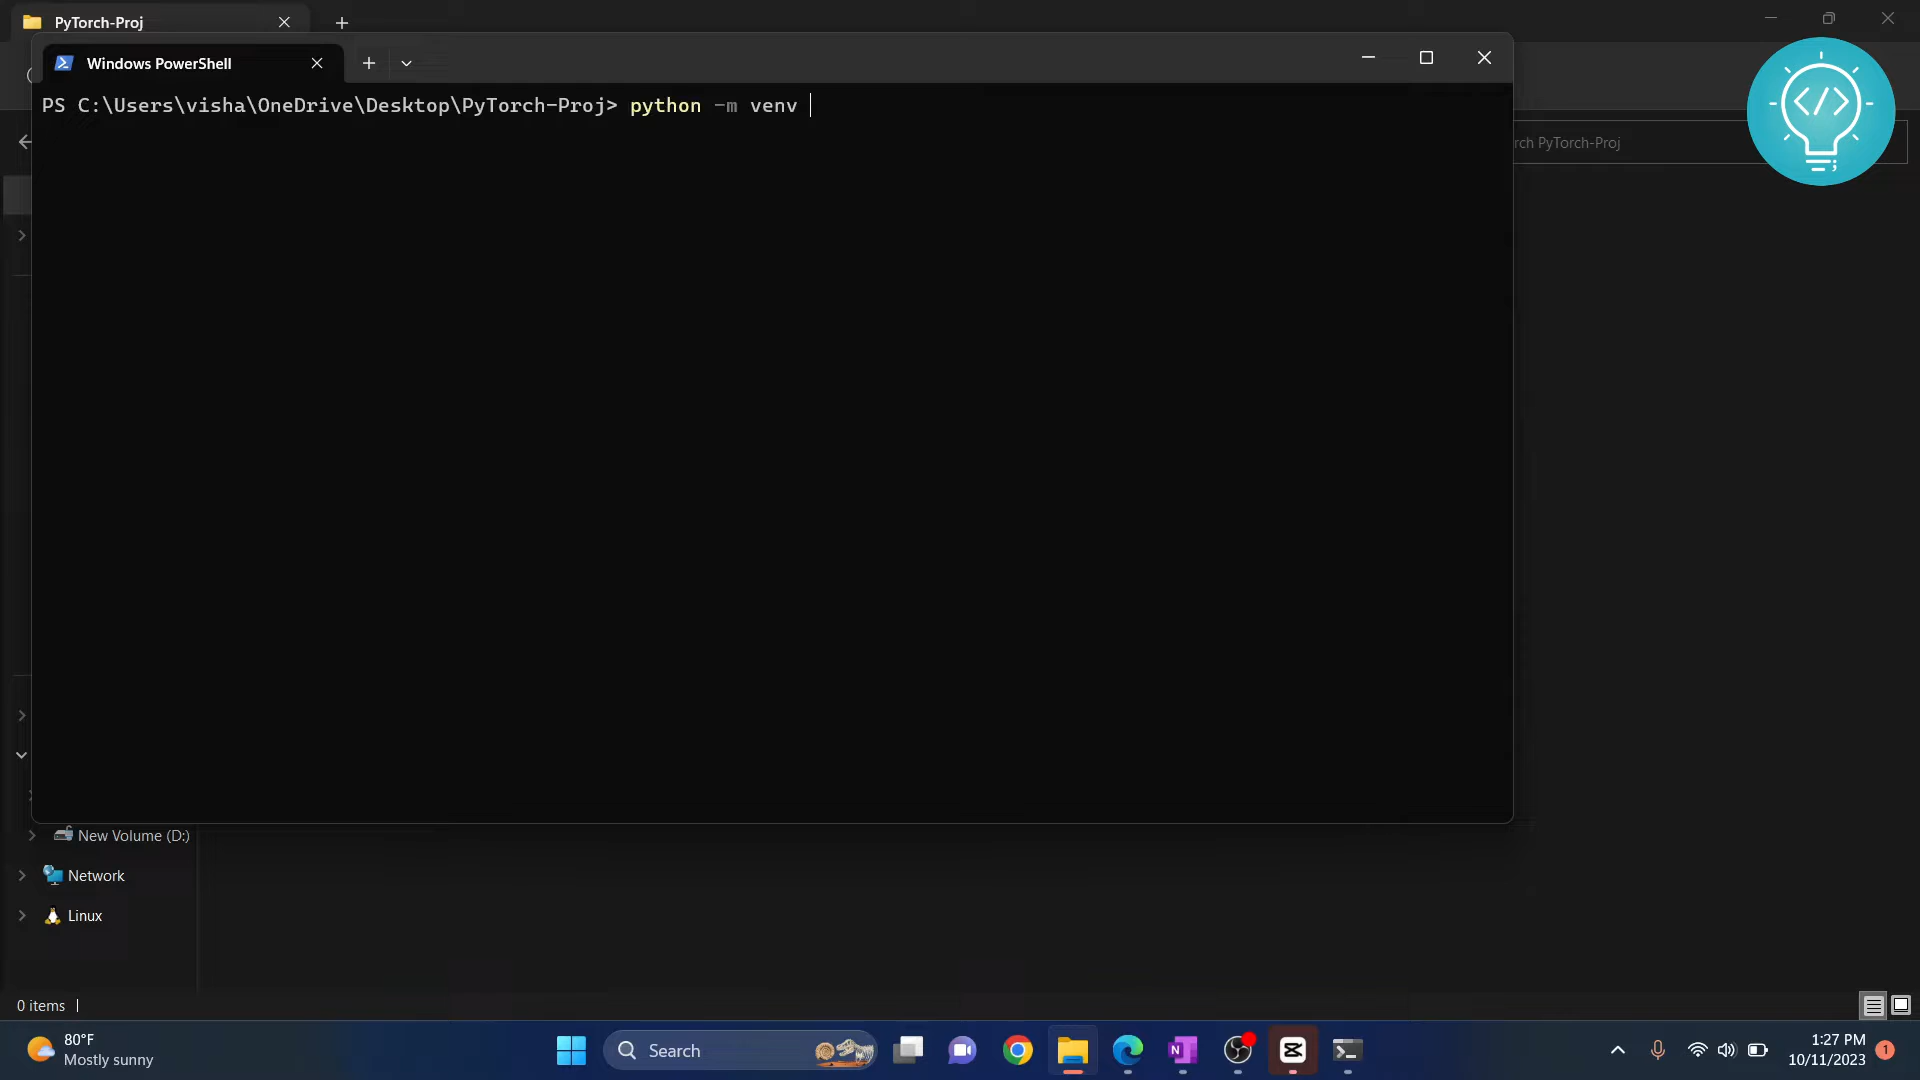 PyTorch-Proj
Windows PowerShell
PS C:\Users\visha\OneDrive\Desktop\PyTorch-Proj> python -m venv
rch PyTorch-Proj
New Volume (D:)
Network
Linux
0 items
80°F
Mostly sunny
Search
1:27 PM
10/11/2023
1